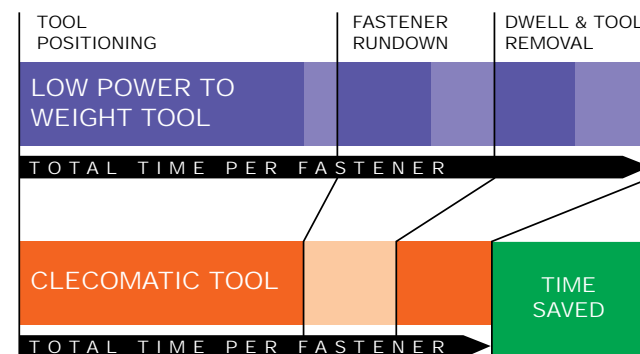 TOOL
POSITIONING
FASTENER
RUNDOWN
DWELL & TOOL
REMOVAL
LOW POWER TO
WEIGHT TOOL
TOTAL TIME PER FASTENER
CLECOMATIC TOOL
TIME
SAVED
TOTAL TIME PER FASTENER